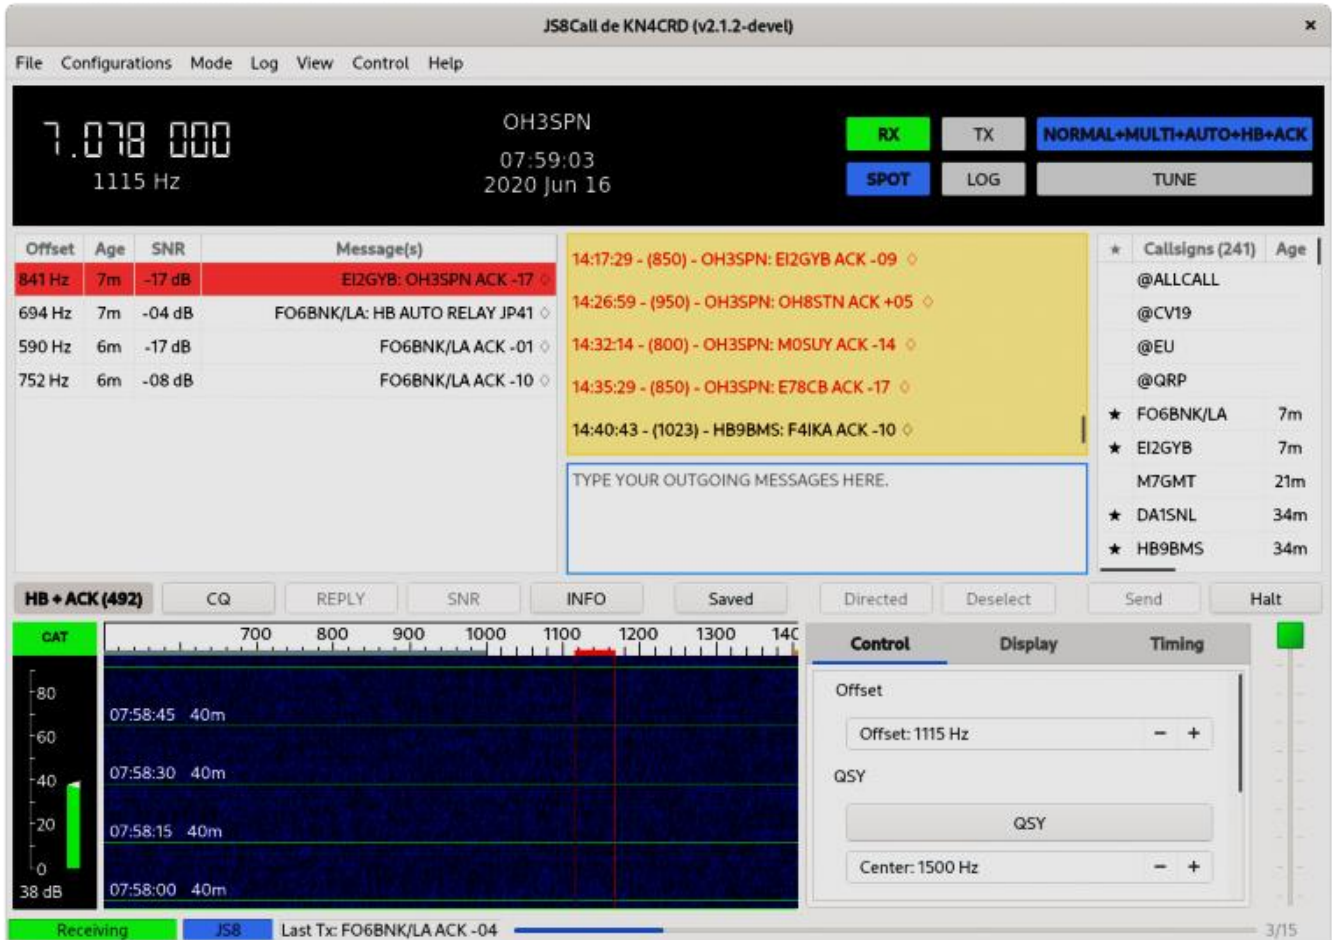 JS8Call de KN4CRD (v2.1.2-devel) ×
File Configurations Mode Log View Control Help
7.078 000
1115 Hz
OH3SPN
07:59:03
2020 Jun 16
RX TX NORMAL+MULTI+AUTO+HB+ACK
SPOT LOG TUNE
Offset Age SNR Message(s)
841 Hz 7m -17 dB EI2GYB: OH3SPN ACK -17 ♢
694 Hz 7m -04 dB FO6BNK/LA: HB AUTO RELAY JP41 ♢
590 Hz 6m -17 dB FO6BNK/LA ACK -01 ♢
752 Hz 6m -08 dB FO6BNK/LA ACK -10 ♢
14:17:29 - (850) - OH3SPN: EI2GYB ACK -09 ♢
14:26:59 - (950) - OH3SPN: OH8STN ACK +05 ♢
14:32:14 - (800) - OH3SPN: M0SUY ACK -14 ♢
14:35:29 - (850) - OH3SPN: E78CB ACK -17 ♢
14:40:43 - (1023) - HB9BMS: F4IKA ACK -10 ♢
TYPE YOUR OUTGOING MESSAGES HERE.
★ Callsigns (241) Age
@ALLCALL
@CV19
@EU
@QRP
★ FO6BNK/LA 7m
★ EI2GYB 7m
M7GMT 21m
★ DA1SNL 34m
★ HB9BMS 34m
HB + ACK (492) CQ REPLY SNR INFO Saved Directed Deselect Send Halt
CAT
-80
-60
-40
-20
-0
38 dB
700 800 900 1000 1100 1200 1300 140
07:58:45 40m
07:58:30 40m
07:58:15 40m
07:58:00 40m
Control Display Timing
Offset
Offset: 1115 Hz − +
QSY
QSY
Center: 1500 Hz − +
Receiving JS8 Last Tx: FO6BNK/LA ACK -04 3/15